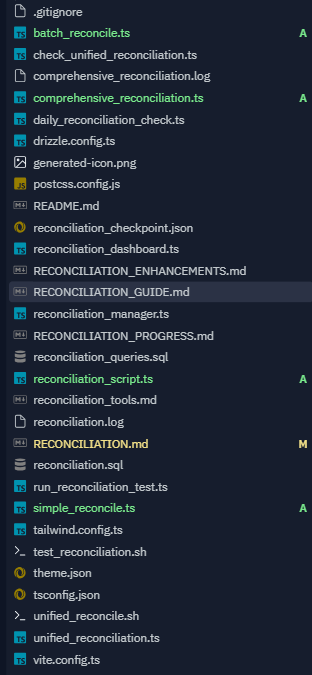 .gitignore
TS batch_reconcile.ts A
TS check_unified_reconciliation.ts
comprehensive_reconciliation.log
TS comprehensive_reconciliation.ts A
TS daily_reconciliation_check.ts
TS drizzle.config.ts
generated-icon.png
JS postcss.config.js
README.md
reconciliation_checkpoint.json
TS reconciliation_dashboard.ts
RECONCILIATION_ENHANCEMENTS.md
RECONCILIATION_GUIDE.md
TS reconciliation_manager.ts
RECONCILIATION_PROGRESS.md
reconciliation_queries.sql
TS reconciliation_script.ts A
reconciliation_tools.md
reconciliation.log
RECONCILIATION.md M
reconciliation.sql
TS run_reconciliation_test.ts
TS simple_reconcile.ts A
TS tailwind.config.ts
test_reconciliation.sh
theme.json
tsconfig.json
unified_reconcile.sh
TS unified_reconciliation.ts
TS vite.config.ts